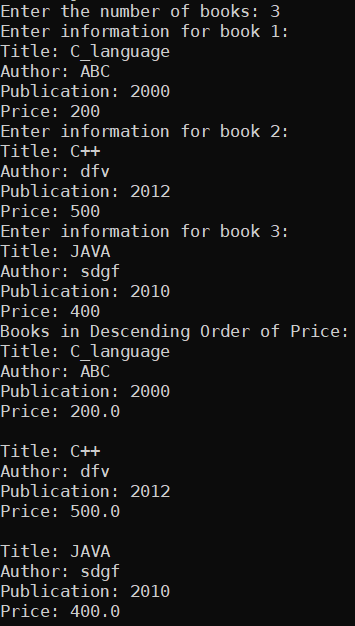 Enter the number of books: 3
Enter information for book 1:
Title: C_language
Author: ABC
Publication: 2000
Price: 200
Enter information for book 2:
Title: C++
Author: dfv
Publication: 2012
Price: 500
Enter information for book 3:
Title: JAVA
Author: sdgf
Publication: 2010
Price: 400
Books in Descending Order of Price:
Title: C_language
Author: ABC
Publication: 2000
Price: 200.0

Title: C++
Author: dfv
Publication: 2012
Price: 500.0

Title: JAVA
Author: sdgf
Publication: 2010
Price: 400.0